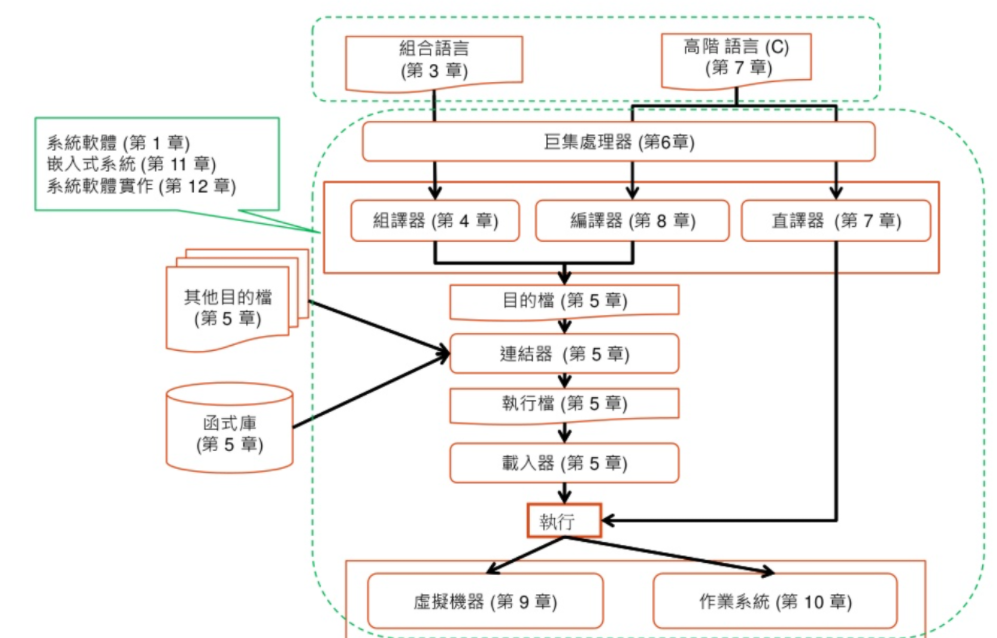 組合語言
(第 3 章)
高階 語言 (C)
(第 7 章)
系統軟體 (第 1 章)
嵌入式系統 (第 11 章)
系統軟體實作 (第 12 章)
巨集處理器 (第6章)
組譯器 (第 4 章)
編譯器 (第 8 章)
直譯器 (第 7 章)
其他目的檔
(第 5 章)
目的檔 (第 5 章)
連結器 (第 5 章)
函式庫
(第 5 章)
執行檔 (第 5 章)
載入器 (第 5 章)
執行
虛擬機器 (第 9 章)
作業系統 (第 10 章)